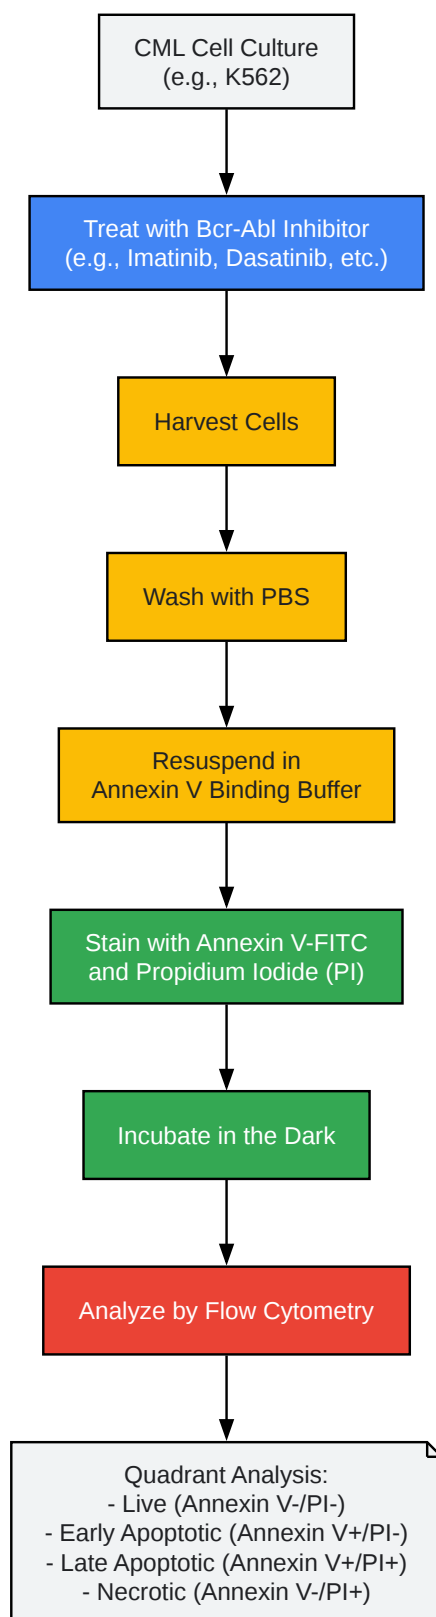 CML Cell Culture
(e.g., K562)
Treat with Bcr-Abl Inhibitor
(e.g., Imatinib, Dasatinib, etc.)
Harvest Cells
Wash with PBS
Resuspend in
Annexin V Binding Buffer
Stain with Annexin V-FITC
and Propidium Iodide (PI)
Incubate in the Dark
Analyze by Flow Cytometry
Quadrant Analysis:
- Live (Annexin V-/PI-)
- Early Apoptotic (Annexin V+/PI-)
- Late Apoptotic (Annexin V+/PI+)
- Necrotic (Annexin V-/PI+)